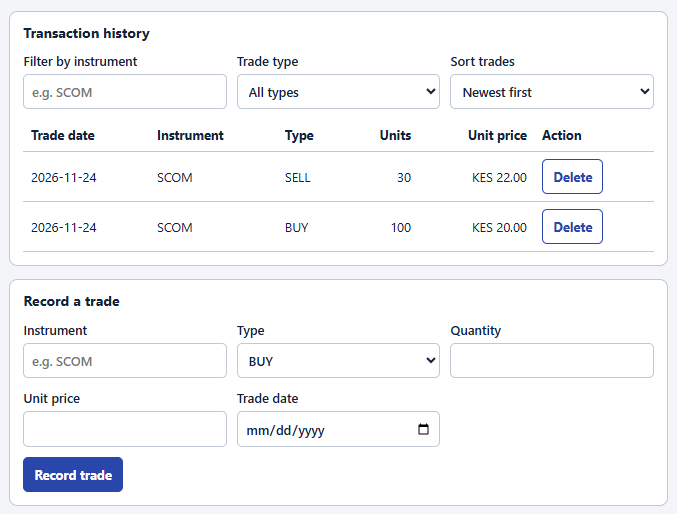 Transaction history
Filter by instrument Trade type Sort trades
e.g. SCOM All types Newest first
Trade date Instrument Type Units Unit price Action
2026-11-24 SCOM SELL 30 KES 22.00 Delete
2026-11-24 SCOM BUY 100 KES 20.00 Delete
Record a trade
Instrument Type Quantity
e.g. SCOM BUY
Unit price Trade date
mm/dd/yyyy
Record trade